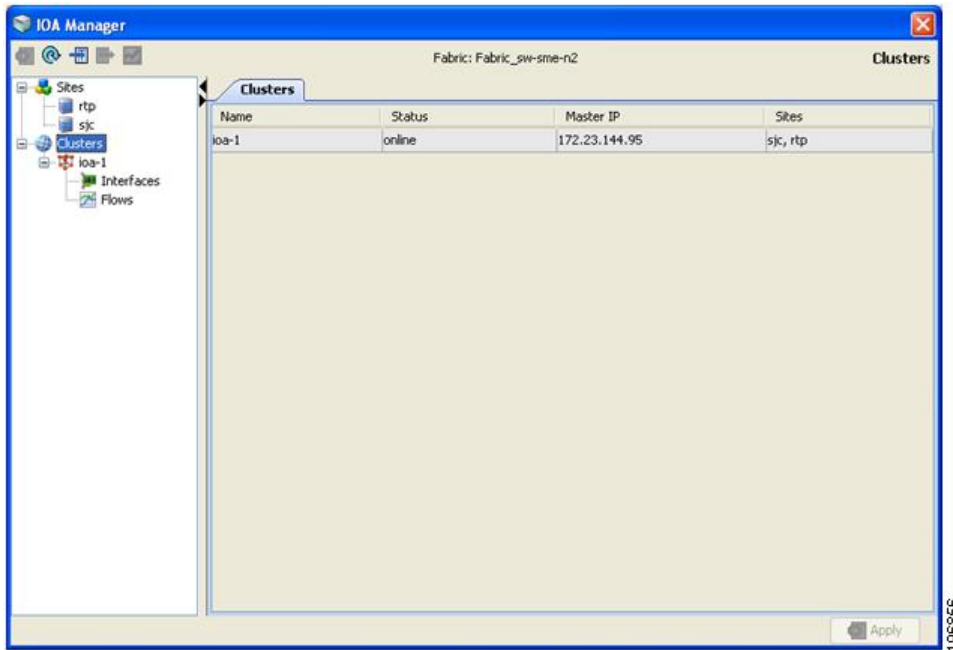 IOA Manager
Fabric: Fabric_sw-sme-n2
Clusters
Sites
rtp
sjc
Clusters
ioa-1
Interfaces
Flows
Clusters
Name Status Master IP Sites
ioa-1 online 172.23.144.95 sjc, rtp
Apply